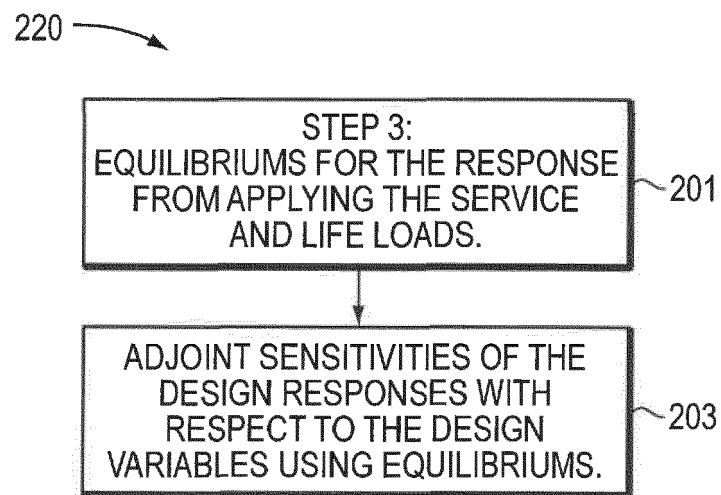 220
STEP 3:
EQUILIBRIUMS FOR THE RESPONSE
FROM APPLYING THE SERVICE
AND LIFE LOADS.
201
ADJOINT SENSITIVITIES OF THE
DESIGN RESPONSES WITH
RESPECT TO THE DESIGN
VARIABLES USING EQUILIBRIUMS.
203